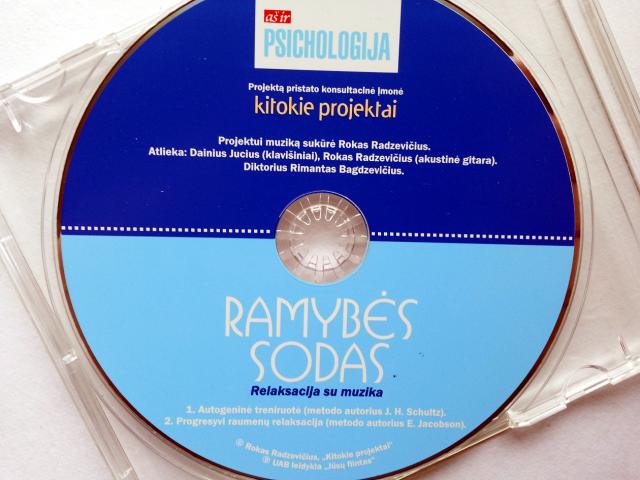 aš ir
PSICHOLOGIJA
Projektą pristato konsultacinė įmonė
kitokie projektai
Projektui muziką sukūrė Rokas Radzevičius.
Atlieka: Dainius Jucius (klavišiniai), Rokas Radzevičius (akustinė gitara).
Diktorius Rimantas Bagdzevičius.
RAMYBĖS
SODAS
Relaksacija su muzika
1. Autogeninė treniruotė (metodo autorius J. H. Schultz).
2. Progresyvi raumenų relaksacija (metodo autorius E. Jacobson).
© Rokas Radzevičius, „Kitokie projektai“
℗ UAB leidykla „Jūsų flintas“